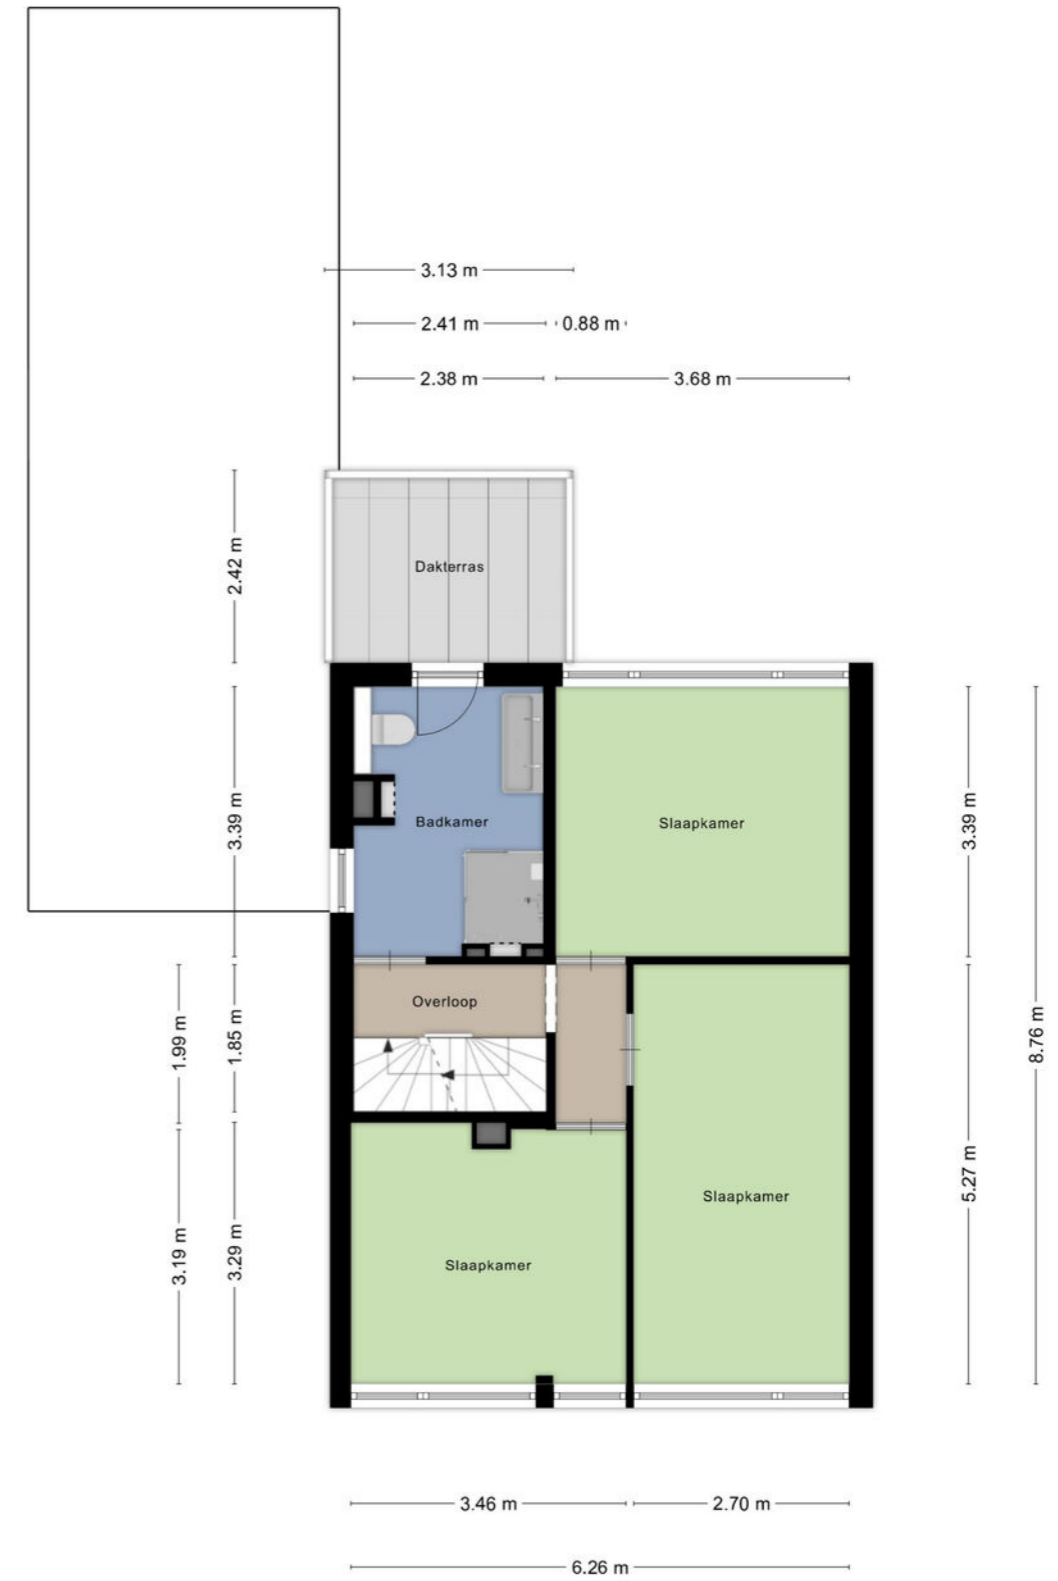 3.13 m
2.41 m
0.88 m
2.38 m
3.68 m
2.42 m
Dakterras
3.39 m
Badkamer
Slaapkamer
3.39 m
8.76 m
1.99 m
1.85 m
Overloop
5.27 m
Slaapkamer
3.19 m
3.29 m
Slaapkamer
3.46 m
2.70 m
6.26 m